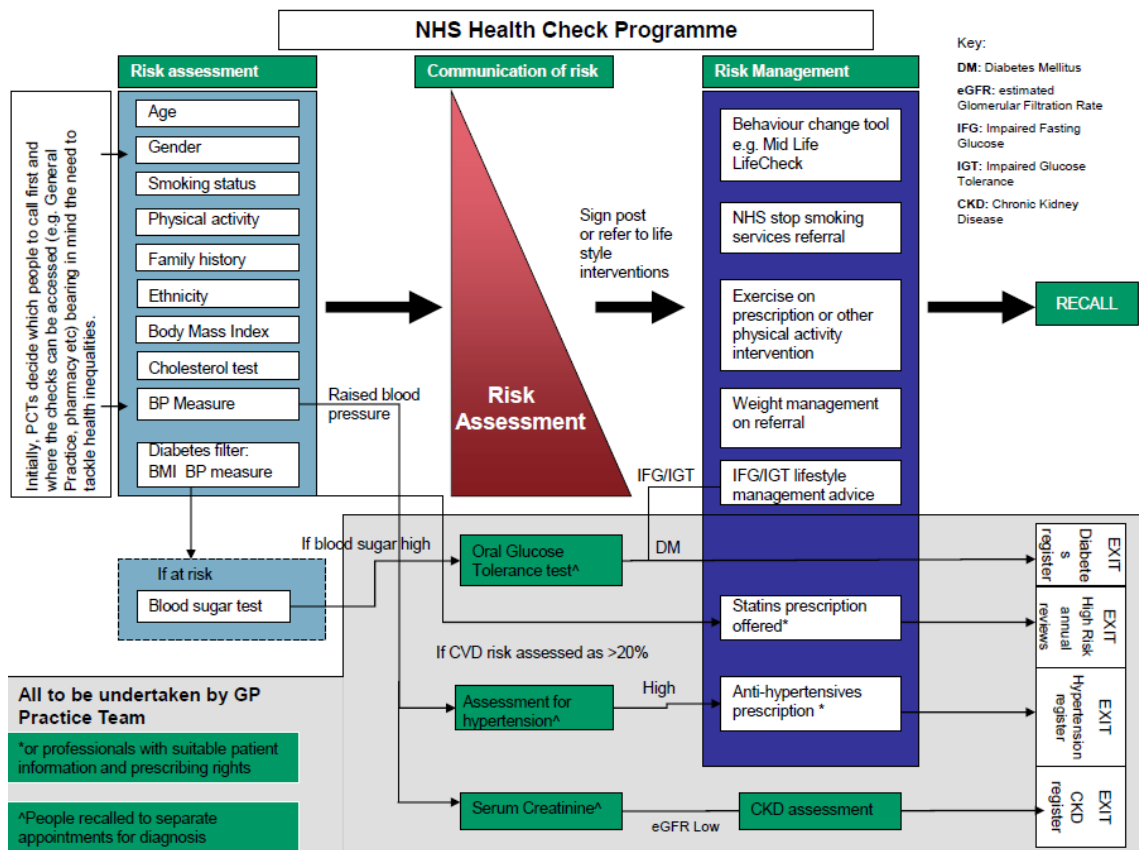 NHS Health Check Programme
Risk assessment
Communication of risk
Risk Management
Key:
DM: Diabetes Mellitus
eGFR: estimated
Glomerular Filtration Rate
IFG: Impaired Fasting
Glucose
IGT: Impaired Glucose
Tolerance
CKD: Chronic Kidney
Disease
Initially, PCTs decide which people to call first and
where the checks can be accessed (e.g. General
Practice, pharmacy etc) bearing in mind the need to
tackle health inequalities.
Age
Gender
Smoking status
Physical activity
Family history
Ethnicity
Body Mass Index
Cholesterol test
BP Measure
Diabetes filter:
BMI BP measure
Raised blood
pressure
Risk
Assessment
Sign post
or refer to life
style
interventions
Behaviour change tool
e.g. Mid Life
LifeCheck
NHS stop smoking
services referral
Exercise on
prescription or other
physical activity
intervention
Weight management
on referral
IFG/IGT lifestyle
management advice
RECALL
IFG/IGT
If blood sugar high
Oral Glucose
Tolerance test^
DM
If at risk
Blood sugar test
Statins prescription
offered*
If CVD risk assessed as >20%
Assessment for
hypertension^
High
Anti-hypertensives
prescription *
Serum Creatinine^
eGFR Low
CKD assessment
EXIT
Diabete
s
register
EXIT
High Risk
annual
reviews
EXIT
Hypertension
register
EXIT
CKD
register
All to be undertaken by GP
Practice Team
*or professionals with suitable patient
information and prescribing rights
^People recalled to separate
appointments for diagnosis